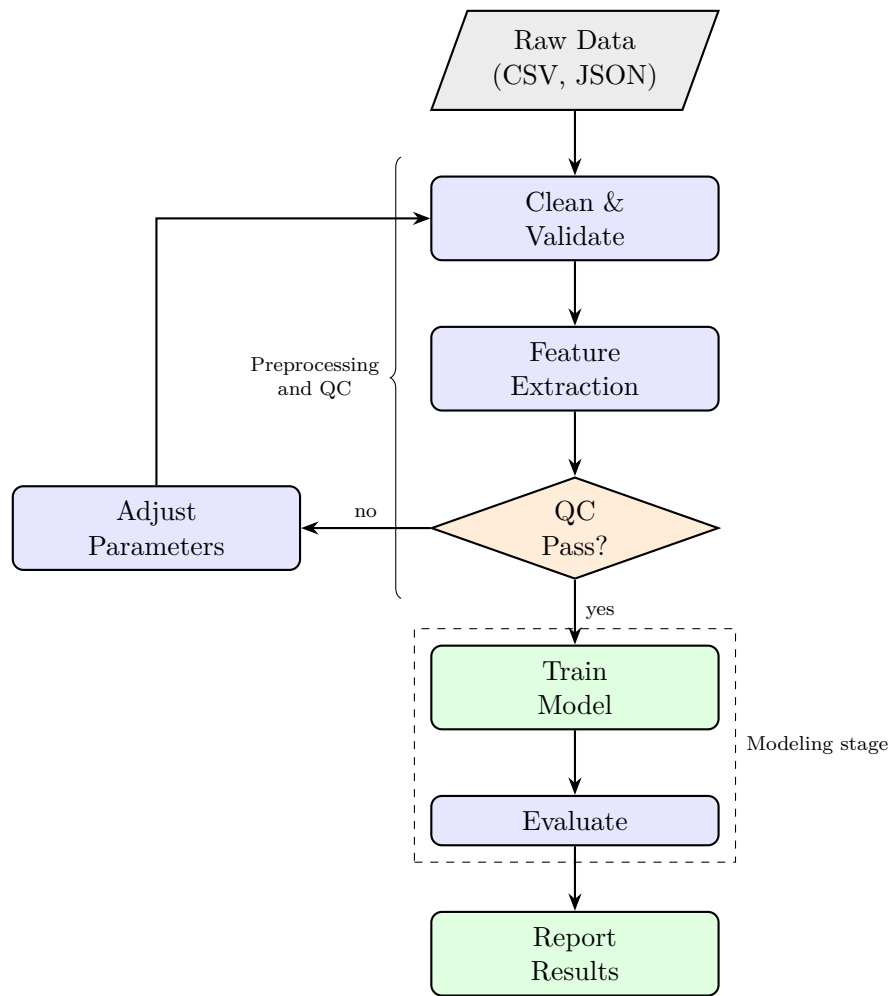 Raw Data
(CSV, JSON)
Clean &
Validate
Feature
Extraction
Preprocessing
and QC
Adjust
Parameters
no
QC
Pass?
yes
Train
Model
Modeling stage
Evaluate
Report
Results